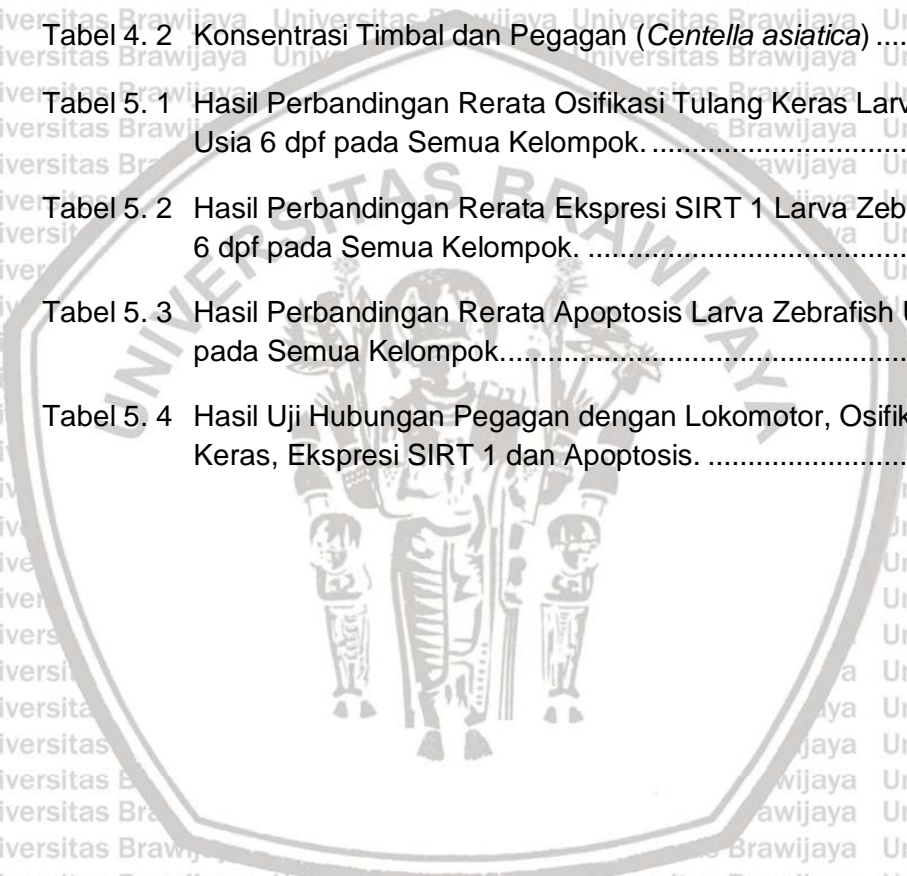 Tabel 4. 2 Konsentrasi Timbal dan Pegagan (Centella asiatica) ....
Tabel 5. 1 Hasil Perbandingan Rerata Osifikasi Tulang Keras Larv
Usia 6 dpf pada Semua Kelompok. ................................
Tabel 5. 2 Hasil Perbandingan Rerata Ekspresi SIRT 1 Larva Zeb
6 dpf pada Semua Kelompok. ........................................
Tabel 5. 3 Hasil Perbandingan Rerata Apoptosis Larva Zebrafish U
pada Semua Kelompok...................................................
Tabel 5. 4 Hasil Uji Hubungan Pegagan dengan Lokomotor, Osifik
Keras, Ekspresi SIRT 1 dan Apoptosis. .........................
UNIVERSITAS BRAWIJAYA